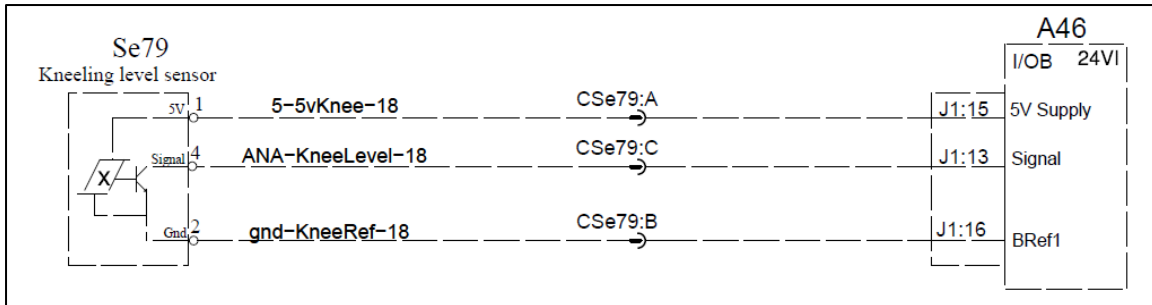 Se79
Kneeling level sensor
A46
I/OB 24VI
5V 1 5-5vKnee-18 CSe79:A J1:15 5V Supply
Signal 4 ANA-KneeLevel-18 CSe79:C J1:13 Signal
X
Gnd 2 gnd-KneeRef-18 CSe79:B J1:16 BRef1